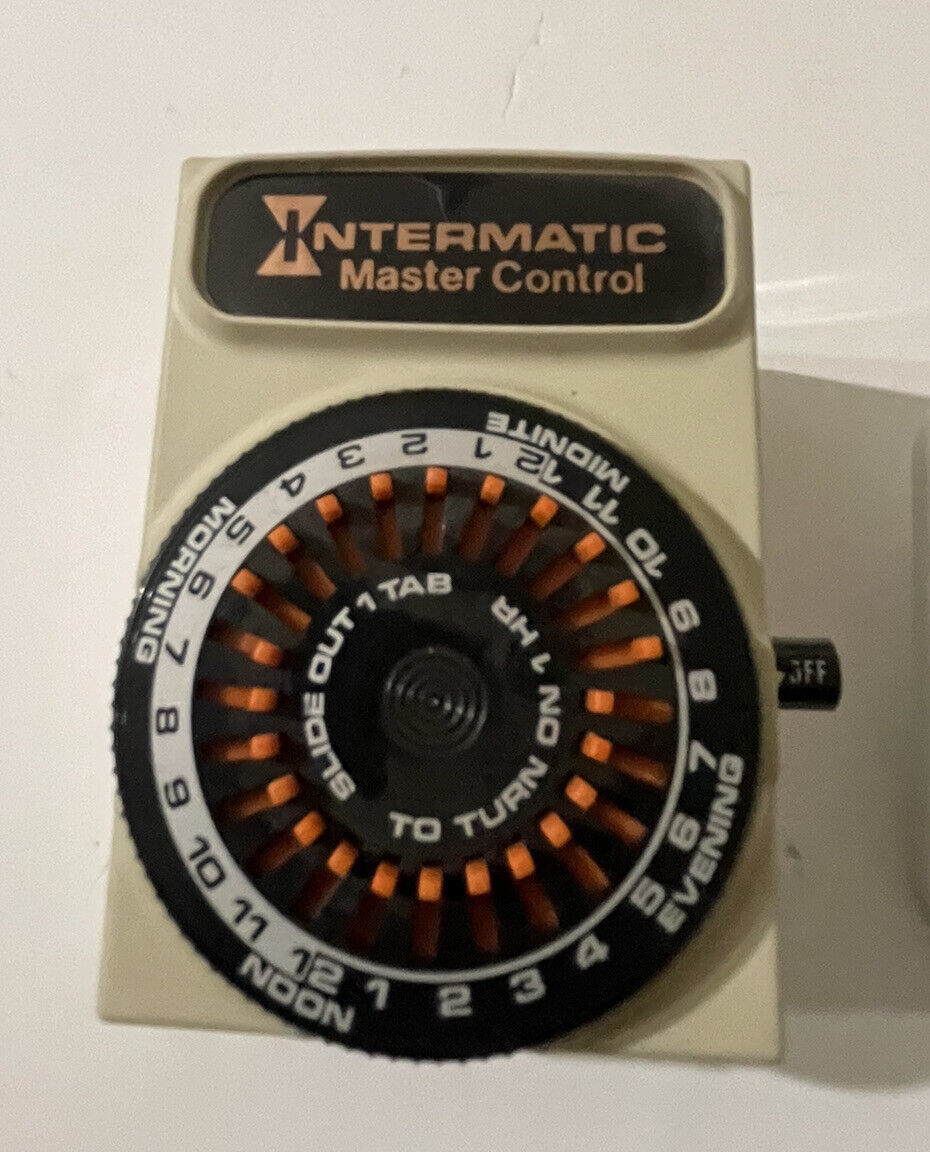 INTERMATIC
Master Control
MIDNITE
12 1 2 3 4 5 6 7 8 9 10 11
MORNING
NOON
12 1 2 3 4 5 6 7 8 9 10 11
EVENING
SLIDE OUT 1 TAB
TO TURN ON 1 HR
OFF